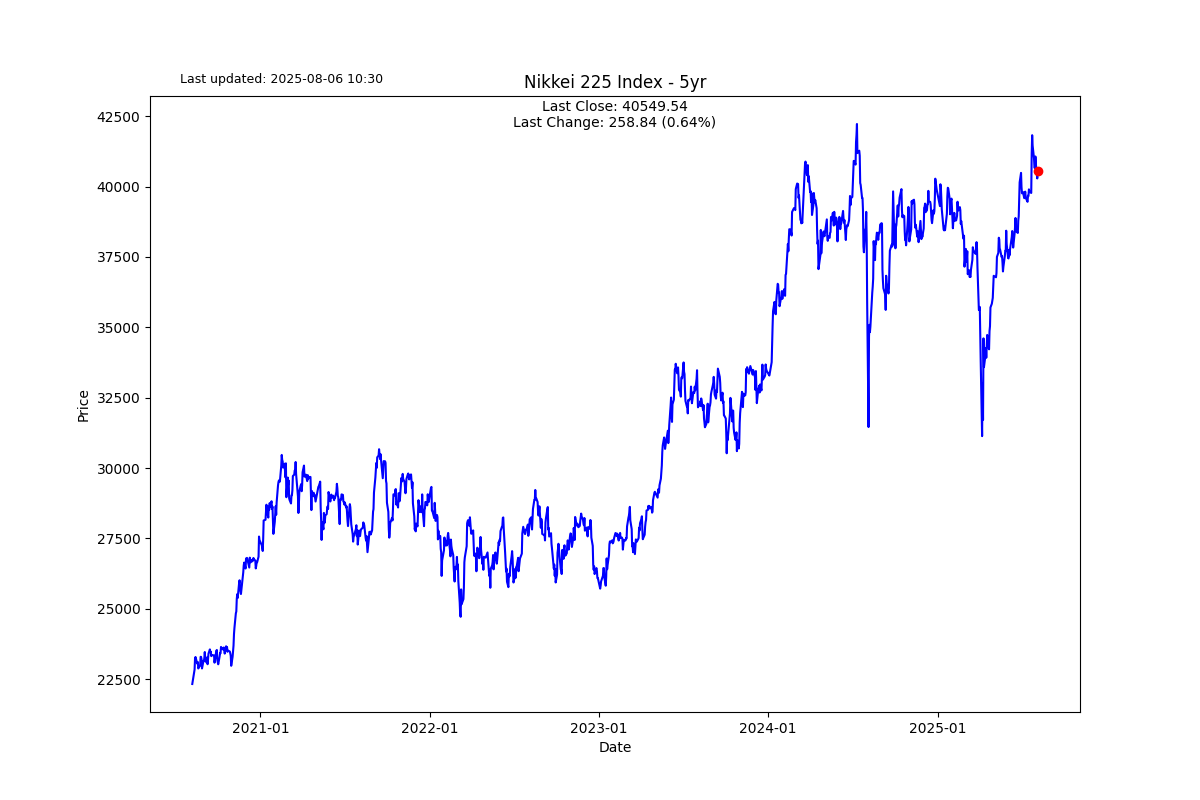 Last updated: 2025-08-06 10:30
Nikkei 225 Index - 5yr
Last Close: 40549.54
Last Change: 258.84 (0.64%)
42500
40000
37500
35000
32500
30000
27500
25000
22500
Price
2021-01
2022-01
2023-01
2024-01
2025-01
Date